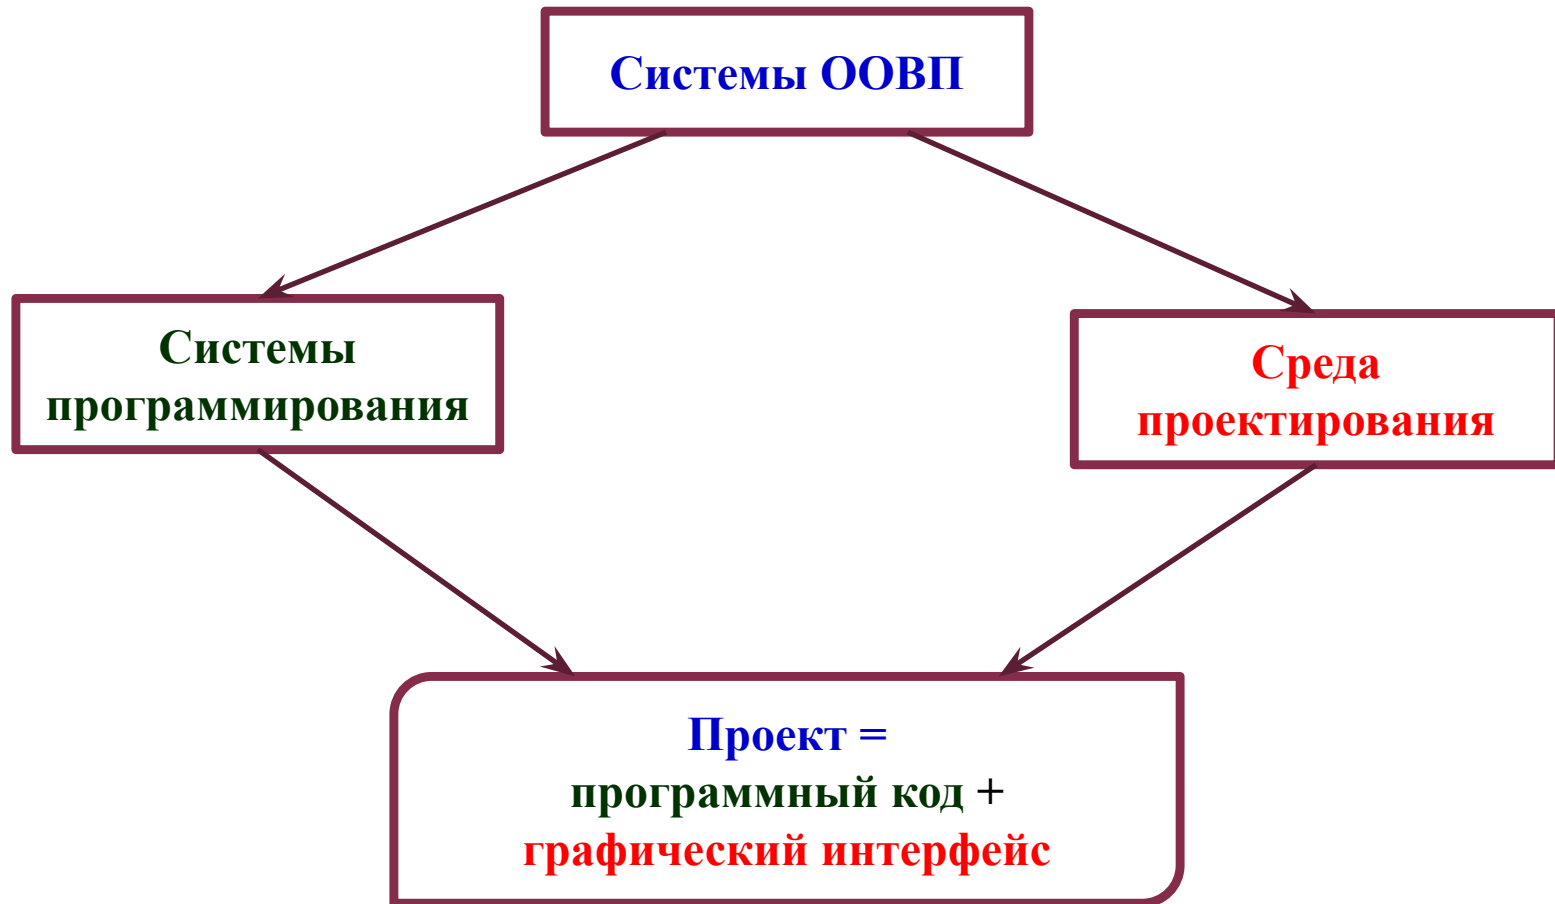 Системы ООВП
Системы
программирования
Среда
проектирования
Проект =
программный код +
графический интерфейс